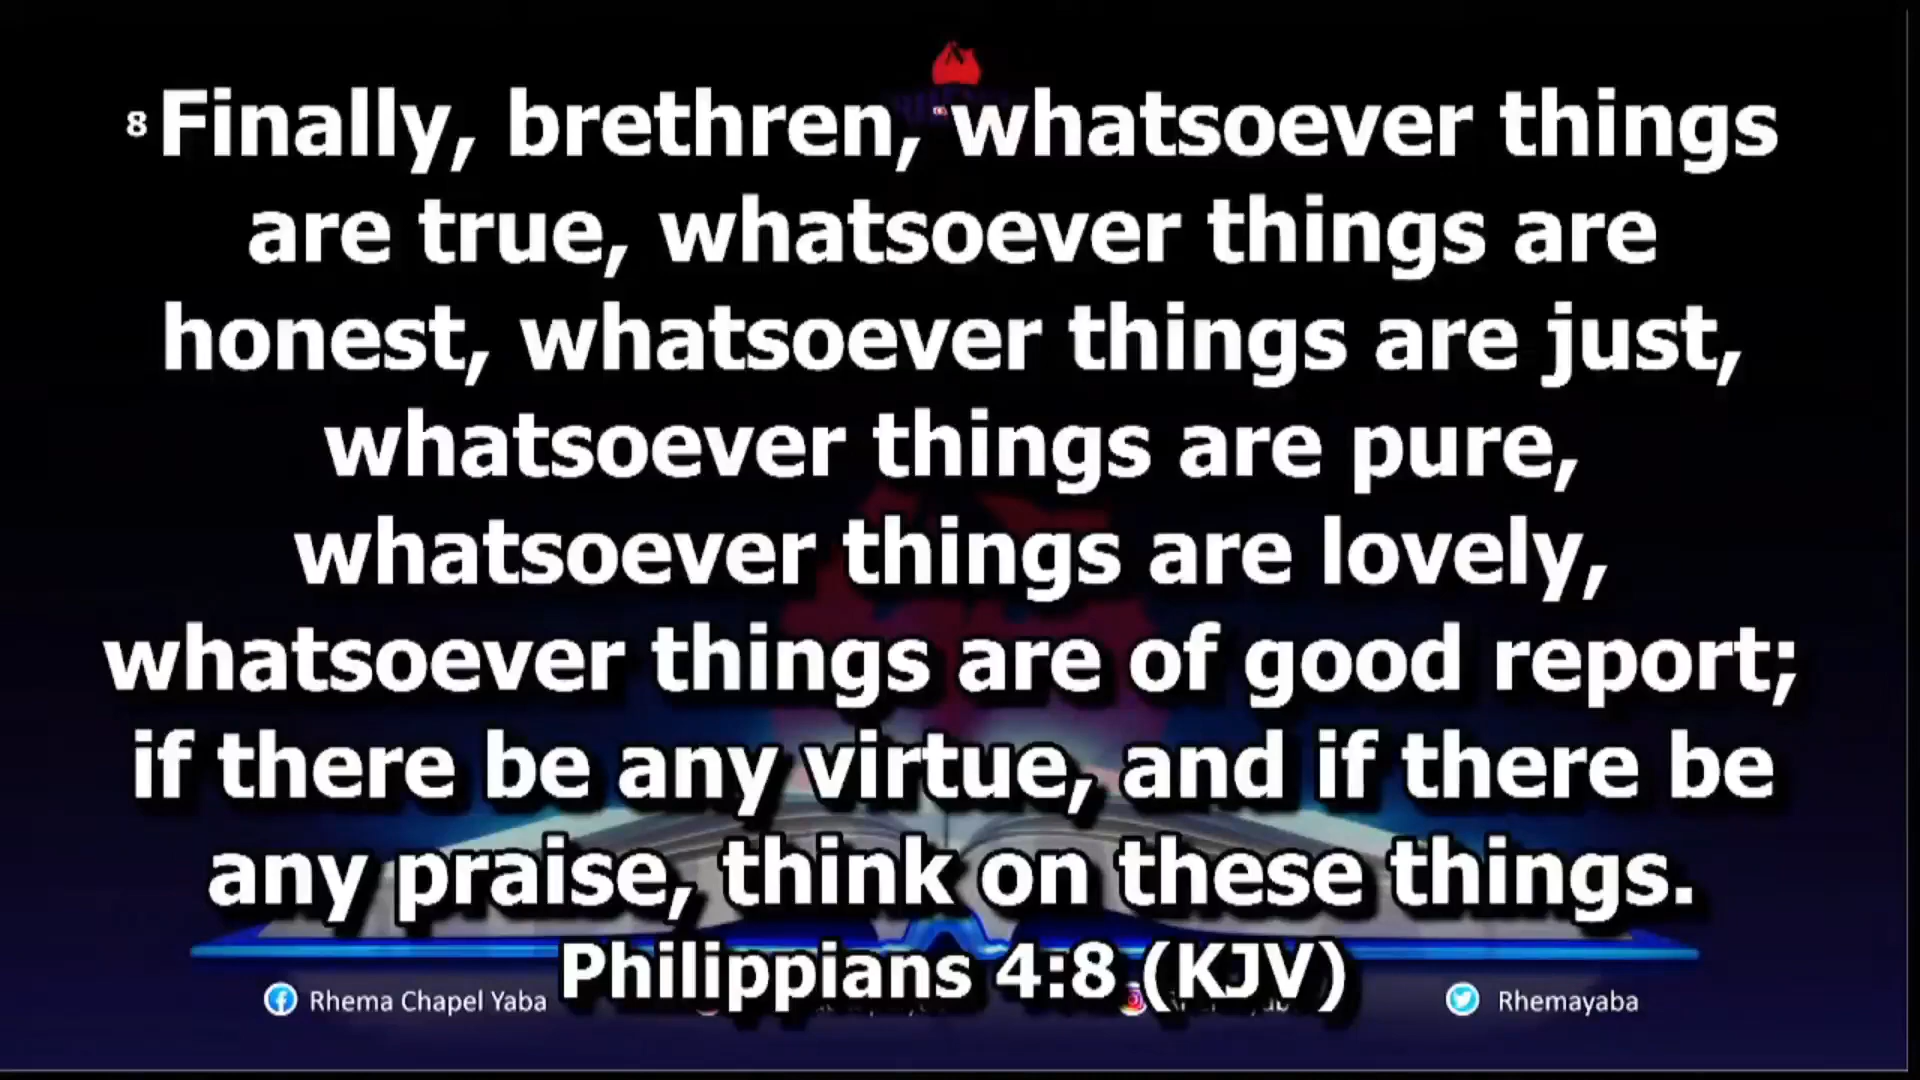 8 Finally, brethren, whatsoever things
are true, whatsoever things are
honest, whatsoever things are just,
whatsoever things are pure,
whatsoever things are lovely,
whatsoever things are of good report;
if there be any virtue, and if there be
any praise, think on these things.
Philippians 4:8 (KJV)
Rhema Chapel Yaba
Rhemayaba